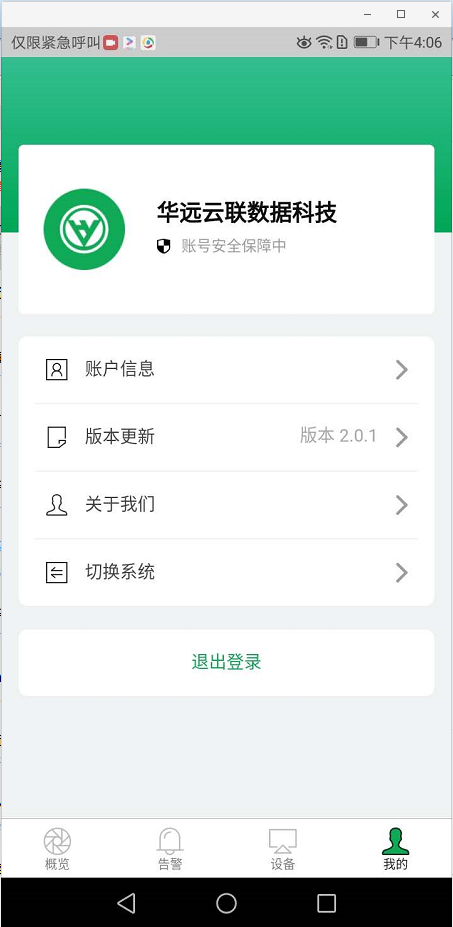 仅限紧急呼叫
下午4:06
华远云联数据科技
账号安全保障中
账户信息
版本更新 版本 2.0.1
关于我们
切换系统
退出登录
概览 告警 设备 我的